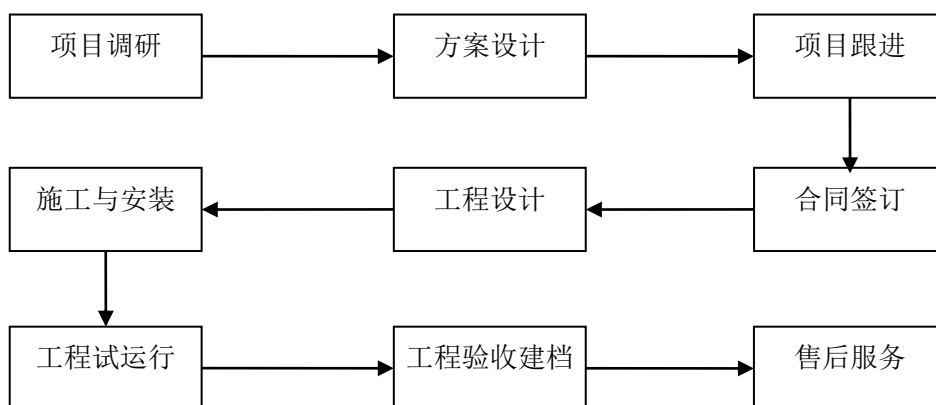 项目调研
方案设计
项目跟进
施工与安装
工程设计
合同签订
工程试运行
工程验收建档
售后服务